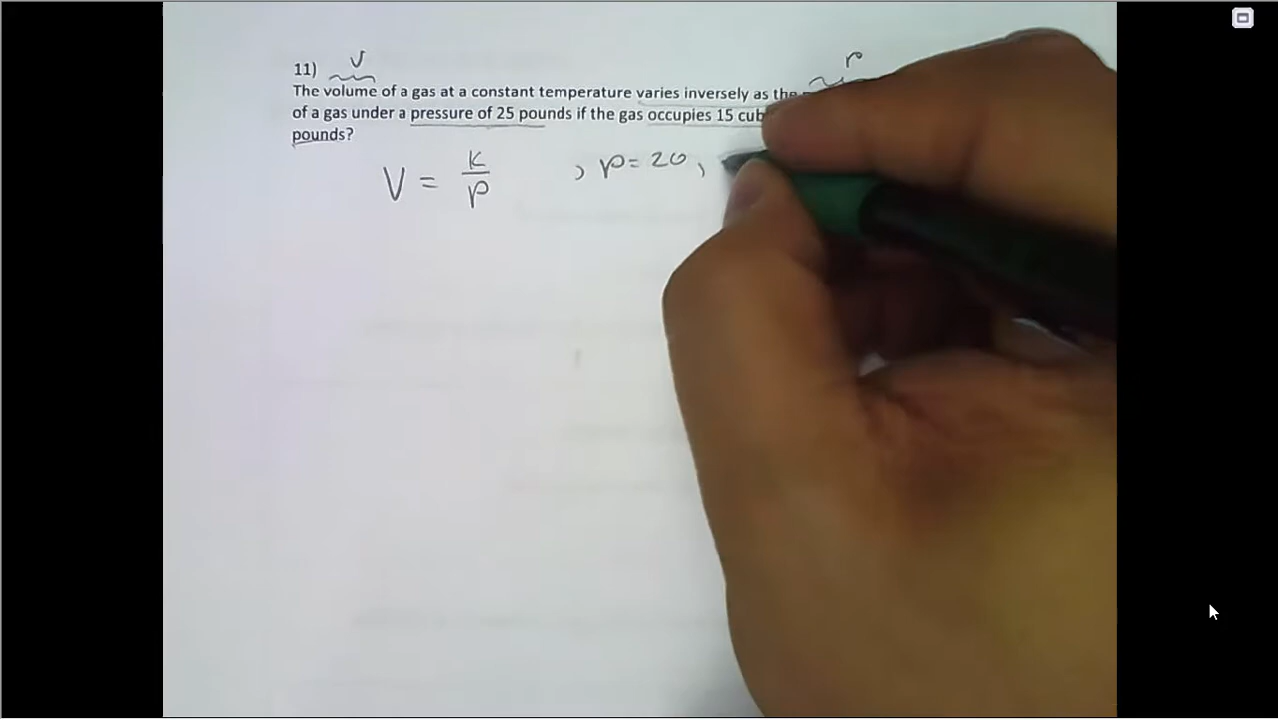 11) V p
The volume of a gas at a constant temperature varies inversely as the
of a gas under a pressure of 25 pounds if the gas occupies 15
pounds?
V = K/P , p = 20 ,